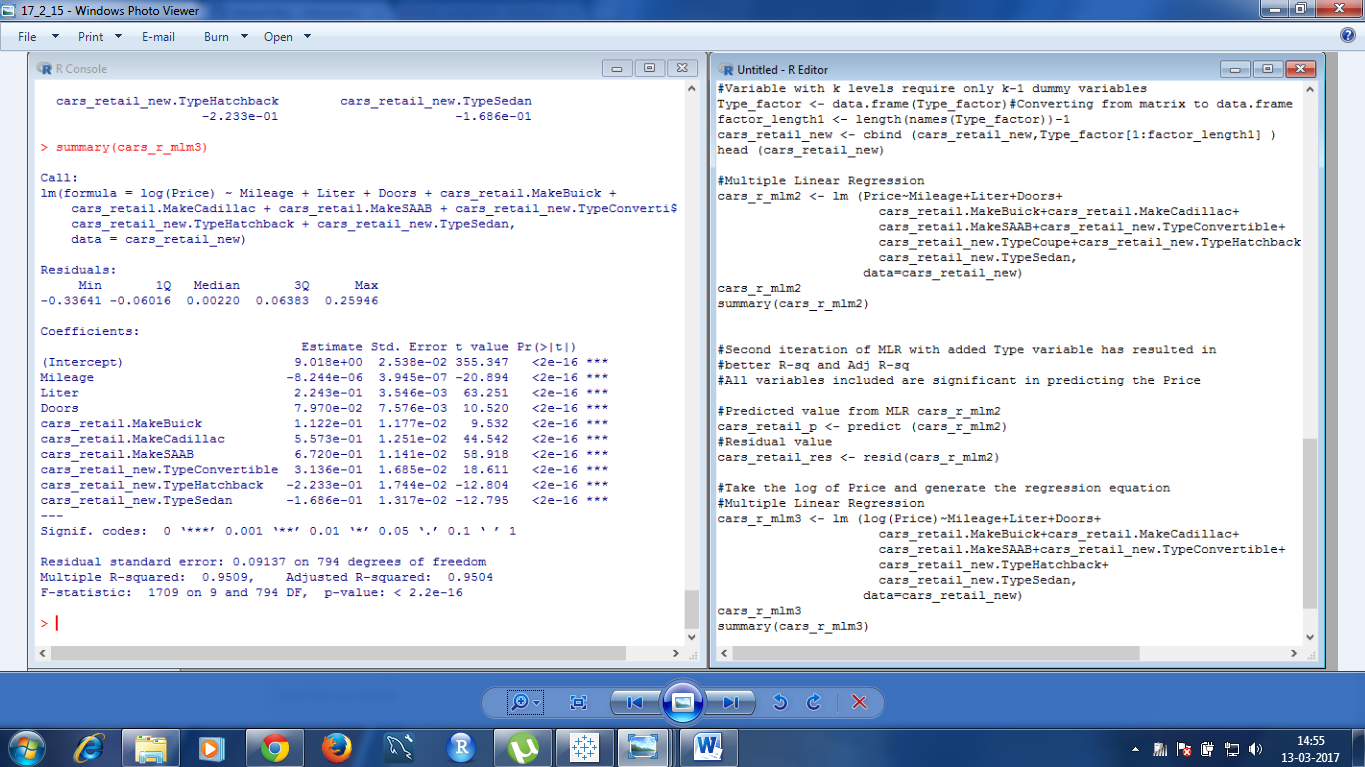 17_2_15 - Windows Photo Viewer
File Print E-mail Burn Open
R Console
cars_retail_new.TypeHatchback cars_retail_new.TypeSedan
-2.233e-01 -1.686e-01
> summary(cars_r_mlm3)
Call:
lm(formula = log(Price) ~ Mileage + Liter + Doors + cars_retail.MakeBuick +
cars_retail.MakeCadillac + cars_retail.MakeSAAB + cars_retail_new.TypeConverti$
cars_retail_new.TypeHatchback + cars_retail_new.TypeSedan,
data = cars_retail_new)
Residuals:
Min 1Q Median 3Q Max
-0.33641 -0.06016 0.00220 0.06383 0.25946
Coefficients:
Estimate Std. Error t value Pr(>|t|)
(Intercept) 9.018e+00 2.538e-02 355.347 <2e-16 ***
Mileage -8.244e-06 3.945e-07 -20.894 <2e-16 ***
Liter 2.243e-01 3.546e-03 63.251 <2e-16 ***
Doors 7.970e-02 7.576e-03 10.520 <2e-16 ***
cars_retail.MakeBuick 1.122e-01 1.177e-02 9.532 <2e-16 ***
cars_retail.MakeCadillac 5.573e-01 1.251e-02 44.542 <2e-16 ***
cars_retail.MakeSAAB 6.720e-01 1.141e-02 58.918 <2e-16 ***
cars_retail_new.TypeConvertible 3.136e-01 1.685e-02 18.611 <2e-16 ***
cars_retail_new.TypeHatchback -2.233e-01 1.744e-02 -12.804 <2e-16 ***
cars_retail_new.TypeSedan -1.686e-01 1.317e-02 -12.795 <2e-16 ***
---
Signif. codes: 0 ‘***’ 0.001 ‘**’ 0.01 ‘*’ 0.05 ‘.’ 0.1 ‘ ’ 1
Residual standard error: 0.09137 on 794 degrees of freedom
Multiple R-squared: 0.9509, Adjusted R-squared: 0.9504
F-statistic: 1709 on 9 and 794 DF, p-value: < 2.2e-16
>
Untitled - R Editor
#Variable with k levels require only k-1 dummy variables
Type_factor <- data.frame(Type_factor)#Converting from matrix to data.frame
factor_length1 <- length(names(Type_factor))-1
cars_retail_new <- cbind (cars_retail_new,Type_factor[1:factor_length1] )
head (cars_retail_new)
#Multiple Linear Regression
cars_r_mlm2 <- lm (Price~Mileage+Liter+Doors+
cars_retail.MakeBuick+cars_retail.MakeCadillac+
cars_retail.MakeSAAB+cars_retail_new.TypeConvertible+
cars_retail_new.TypeCoupe+cars_retail_new.TypeHatchback
cars_retail_new.TypeSedan,
data=cars_retail_new)
cars_r_mlm2
summary(cars_r_mlm2)
#Second iteration of MLR with added Type variable has resulted in
#better R-sq and Adj R-sq
#All variables included are significant in predicting the Price
#Predicted value from MLR cars_r_mlm2
cars_retail_p <- predict (cars_r_mlm2)
#Residual value
cars_retail_res <- resid(cars_r_mlm2)
#Take the log of Price and generate the regression equation
#Multiple Linear Regression
cars_r_mlm3 <- lm (log(Price)~Mileage+Liter+Doors+
cars_retail.MakeBuick+cars_retail.MakeCadillac+
cars_retail.MakeSAAB+cars_retail_new.TypeConvertible+
cars_retail_new.TypeHatchback+
cars_retail_new.TypeSedan,
data=cars_retail_new)
cars_r_mlm3
summary(cars_r_mlm3)
14:55
13-03-2017